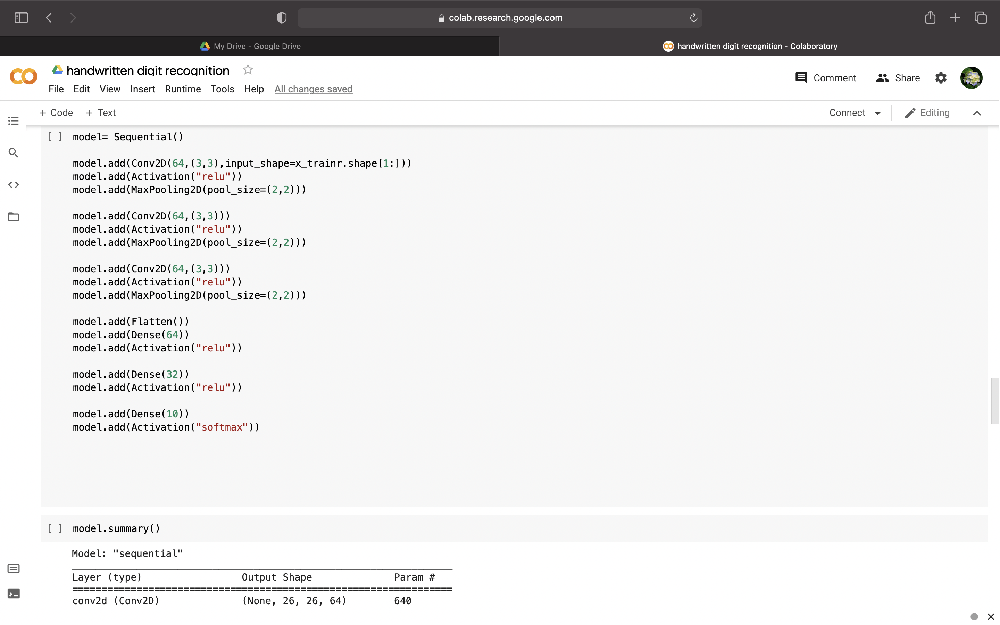 colab.research.google.com
My Drive - Google Drive
handwritten digit recognition - Colaboratory
handwritten digit recognition
Comment
Share
File Edit View Insert Runtime Tools Help All changes saved
+ Code + Text
Connect
Editing
[ ] model= Sequential()
model.add(Conv2D(64,(3,3),input_shape=x_trainr.shape[1:]))
model.add(Activation("relu"))
model.add(MaxPooling2D(pool_size=(2,2)))
model.add(Conv2D(64,(3,3)))
model.add(Activation("relu"))
model.add(MaxPooling2D(pool_size=(2,2)))
model.add(Conv2D(64,(3,3)))
model.add(Activation("relu"))
model.add(MaxPooling2D(pool_size=(2,2)))
model.add(Flatten())
model.add(Dense(64))
model.add(Activation("relu"))
model.add(Dense(32))
model.add(Activation("relu"))
model.add(Dense(10))
model.add(Activation("softmax"))
[ ] model.summary()
Model: "sequential"
Layer (type) Output Shape Param #
=================================================================
conv2d (Conv2D) (None, 26, 26, 64) 640